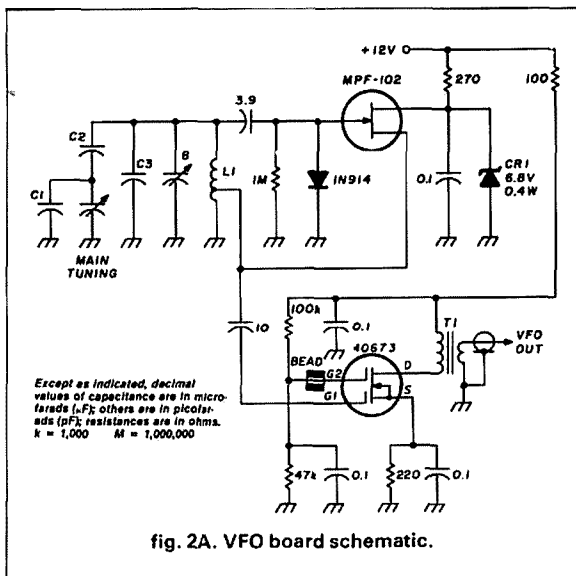 +12V
MPF-102
270
100
3.9
C2
C3
8
L1
1M
1N914
0.1
CR1
6.8V
0.4W
C1
MAIN
TUNING
10
100k
0.1
40673
T1
VFO
OUT
BEAD
G2
G1
D
S
47k
0.1
220
0.1
Except as indicated, decimal
values of capacitance are in micro-
farads (µF); others are in picofar-
ads (pF); resistances are in ohms.
k = 1,000 M = 1,000,000
fig. 2A. VFO board schematic.